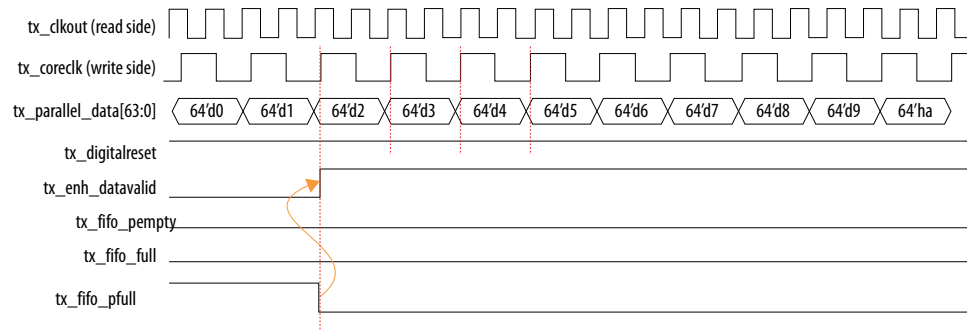 tx_clkout (read side)
tx_coreclk (write side)
tx_parallel_data[63:0] 64'd0 64'd1 64'd2 64'd3 64'd4 64'd5 64'd6 64'd7 64'd8 64'd9 64'ha
tx_digitalreset
tx_enh_datavalid
tx_fifo_pempty
tx_fifo_full
tx_fifo_pfull